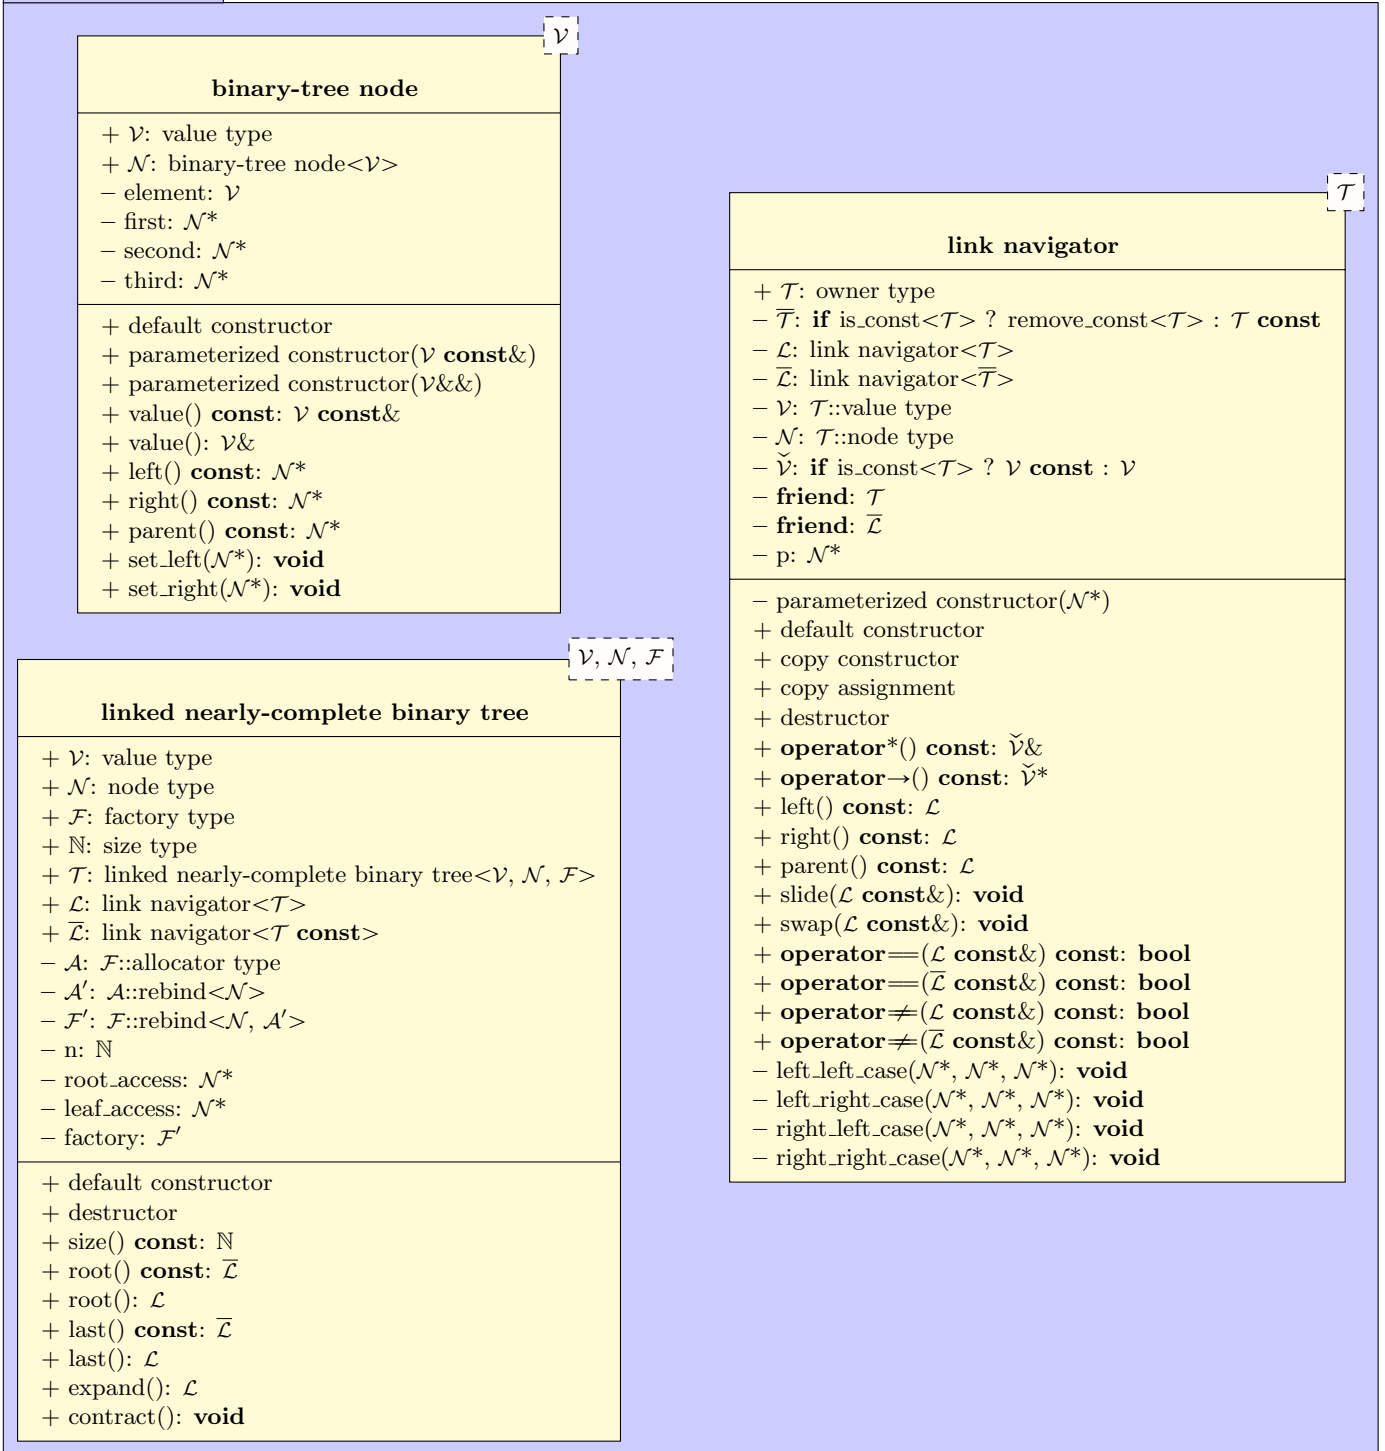 𝒱
binary-tree node
+ 𝒱: value type
+ 𝒩: binary-tree node<𝒱>
− element: 𝒱
− first: 𝒩*
− second: 𝒩*
− third: 𝒩*
+ default constructor
+ parameterized constructor(𝒱 const&)
+ parameterized constructor(𝒱&&)
+ value() const: 𝒱 const&
+ value(): 𝒱&
+ left() const: 𝒩*
+ right() const: 𝒩*
+ parent() const: 𝒩*
+ set_left(𝒩*): void
+ set_right(𝒩*): void
𝒱, 𝒩, ℱ
linked nearly-complete binary tree
+ 𝒱: value type
+ 𝒩: node type
+ ℱ: factory type
+ ℕ: size type
+ 𝒯: linked nearly-complete binary tree<𝒱, 𝒩, ℱ>
+ ℒ: link navigator<𝒯>
+ ℒ̅: link navigator<𝒯 const>
− 𝒜: ℱ::allocator type
− 𝒜′: 𝒜::rebind<𝒩>
− ℱ′: ℱ::rebind<𝒩, 𝒜′>
− n: ℕ
− root_access: 𝒩*
− leaf_access: 𝒩*
− factory: ℱ′
+ default constructor
+ destructor
+ size() const: ℕ
+ root() const: ℒ̅
+ root(): ℒ
+ last() const: ℒ̅
+ last(): ℒ
+ expand(): ℒ
+ contract(): void
𝒯
link navigator
+ 𝒯: owner type
− 𝒯̅: if is_const<𝒯> ? remove_const<𝒯> : 𝒯 const
− ℒ: link navigator<𝒯>
− ℒ̅: link navigator<𝒯̅>
− 𝒱: 𝒯::value type
− 𝒩: 𝒯::node type
− 𝒱̌: if is_const<𝒯> ? 𝒱 const : 𝒱
− friend: 𝒯
− friend: ℒ̅
− p: 𝒩*
− parameterized constructor(𝒩*)
+ default constructor
+ copy constructor
+ copy assignment
+ destructor
+ operator*() const: 𝒱̌&
+ operator→() const: 𝒱̌*
+ left() const: ℒ
+ right() const: ℒ
+ parent() const: ℒ
+ slide(ℒ const&): void
+ swap(ℒ const&): void
+ operator==(ℒ const&) const: bool
+ operator==(ℒ̅ const&) const: bool
+ operator≠(ℒ const&) const: bool
+ operator≠(ℒ̅ const&) const: bool
− left_left_case(𝒩*, 𝒩*, 𝒩*): void
− left_right_case(𝒩*, 𝒩*, 𝒩*): void
− right_left_case(𝒩*, 𝒩*, 𝒩*): void
− right_right_case(𝒩*, 𝒩*, 𝒩*): void